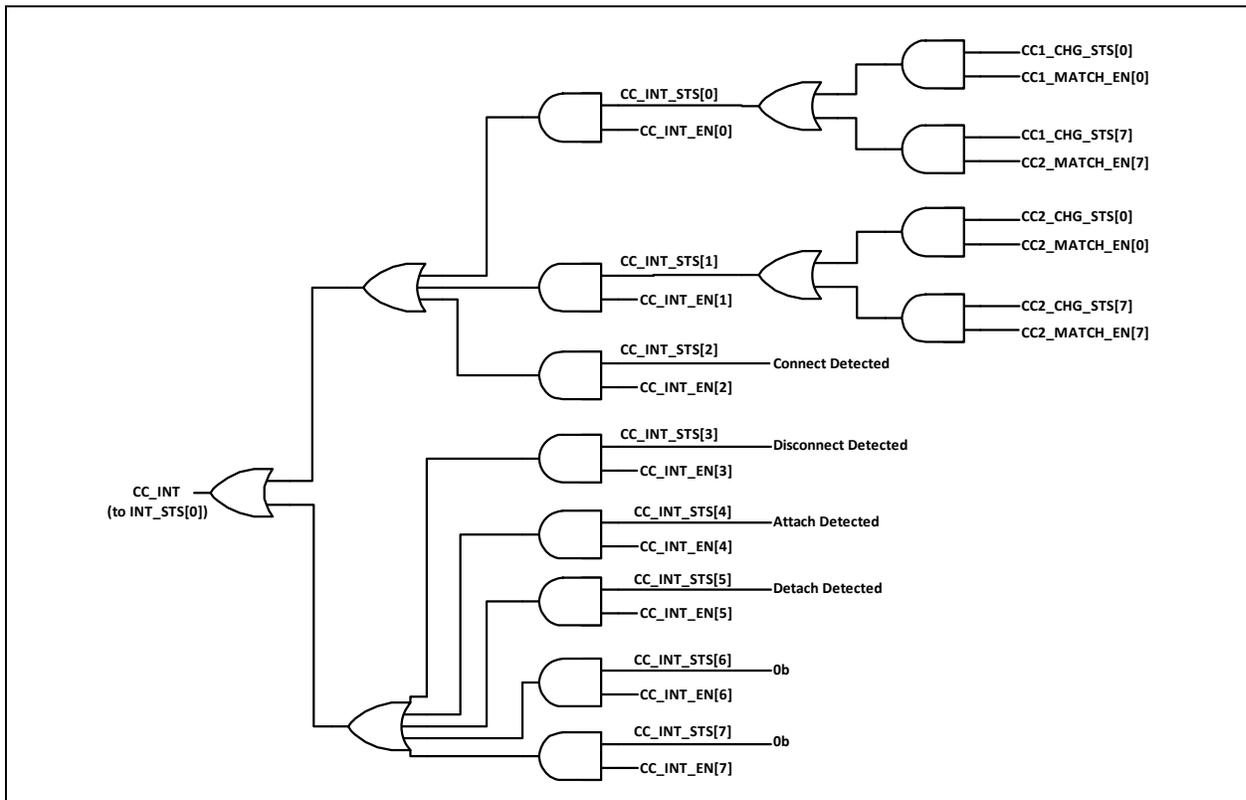 CC1_CHG_STS[0]
CC1_MATCH_EN[0]
CC_INT_STS[0]
CC_INT_EN[0]
CC1_CHG_STS[7]
CC2_MATCH_EN[7]
CC2_CHG_STS[0]
CC2_MATCH_EN[0]
CC_INT_STS[1]
CC_INT_EN[1]
CC2_CHG_STS[7]
CC2_MATCH_EN[7]
CC_INT_STS[2]
Connect Detected
CC_INT_EN[2]
CC_INT_STS[3]
Disconnect Detected
CC_INT_EN[3]
CC_INT
(to INT_STS[0])
CC_INT_STS[4]
Attach Detected
CC_INT_EN[4]
CC_INT_STS[5]
Detach Detected
CC_INT_EN[5]
CC_INT_STS[6]
0b
CC_INT_EN[6]
CC_INT_STS[7]
0b
CC_INT_EN[7]